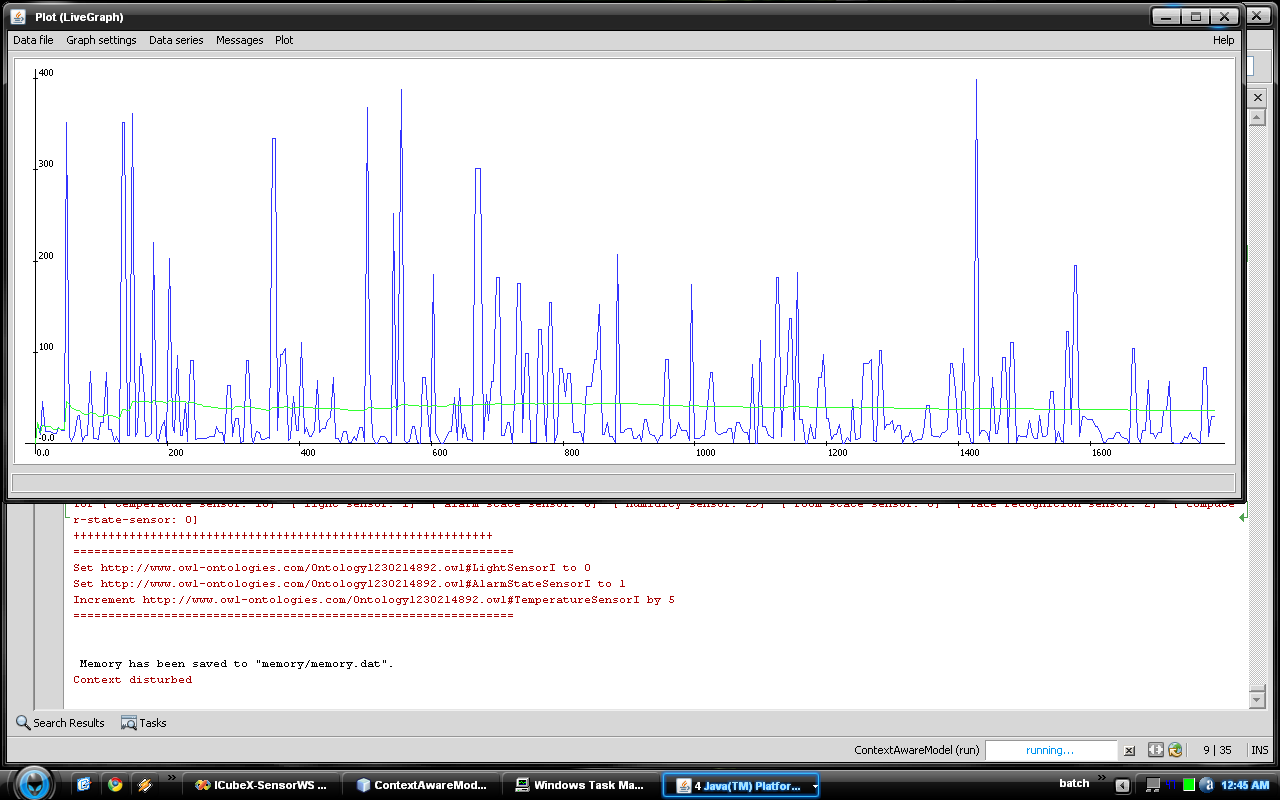 Plot (LiveGraph)
Data file Graph settings Data series Messages Plot Help
400
300
200
100
0.0
0.0 200 400 600 800 1000 1200 1400 1600
r-state-sensor: 0]
++++++++++++++++++++++++++++++++++++++++++++++++++++++++++++
===============================================================
Set http://www.owl-ontologies.com/Ontology1230214892.owl#LightSensorI to 0
Set http://www.owl-ontologies.com/Ontology1230214892.owl#AlarmStateSensorI to 1
Increment http://www.owl-ontologies.com/Ontology1230214892.owl#TemperatureSensorI by 5
===============================================================
Memory has been saved to "memory/memory.dat".
Context disturbed
Search Results Tasks
ContextAwareModel (run) running... 9 | 35 INS
ICubeX-SensorWS ... ContextAwareMod... Windows Task Ma... 4 Java(TM) Platfor... batch 12:45 AM